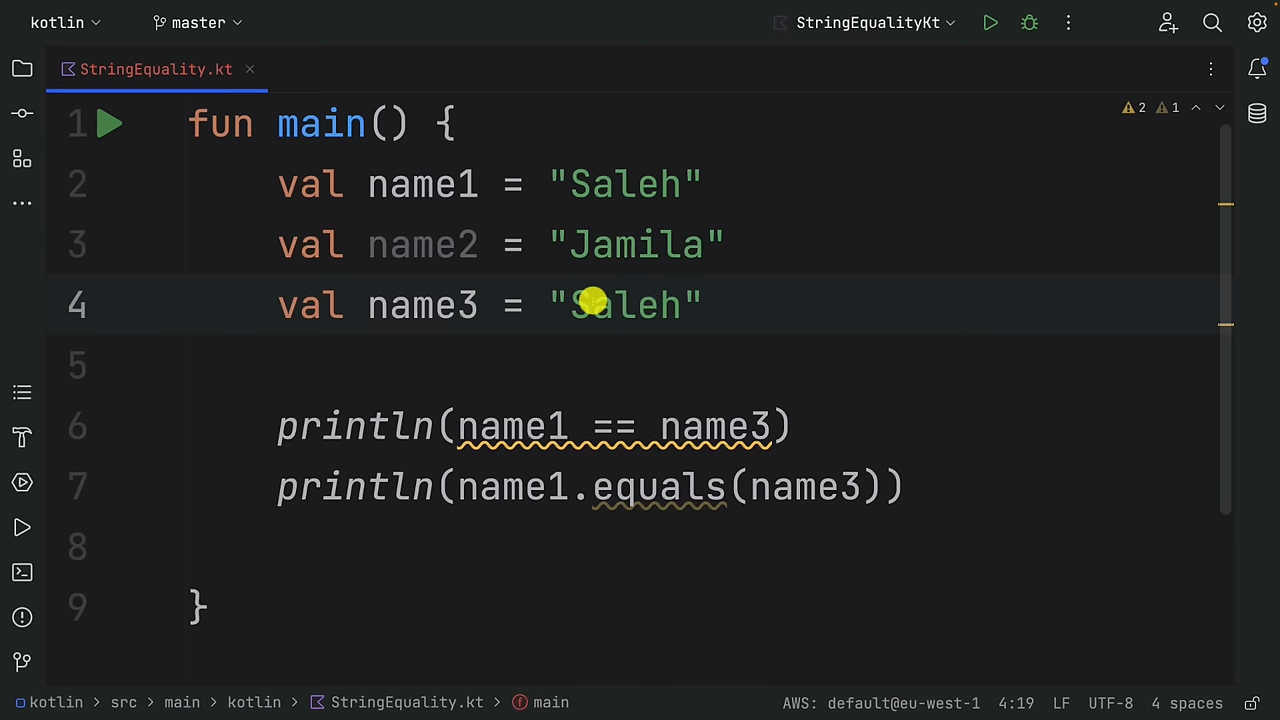 kotlin master StringEqualityKt
StringEquality.kt
2 1
1 fun main() {
2 val name1 = "Saleh"
3 val name2 = "Jamila"
4 val name3 = "Saleh"
5
6 println(name1 == name3)
7 println(name1.equals(name3))
8
9 }
kotlin > src > main > kotlin > StringEquality.kt > main AWS: default@eu-west-1 4:19 LF UTF-8 4 spaces